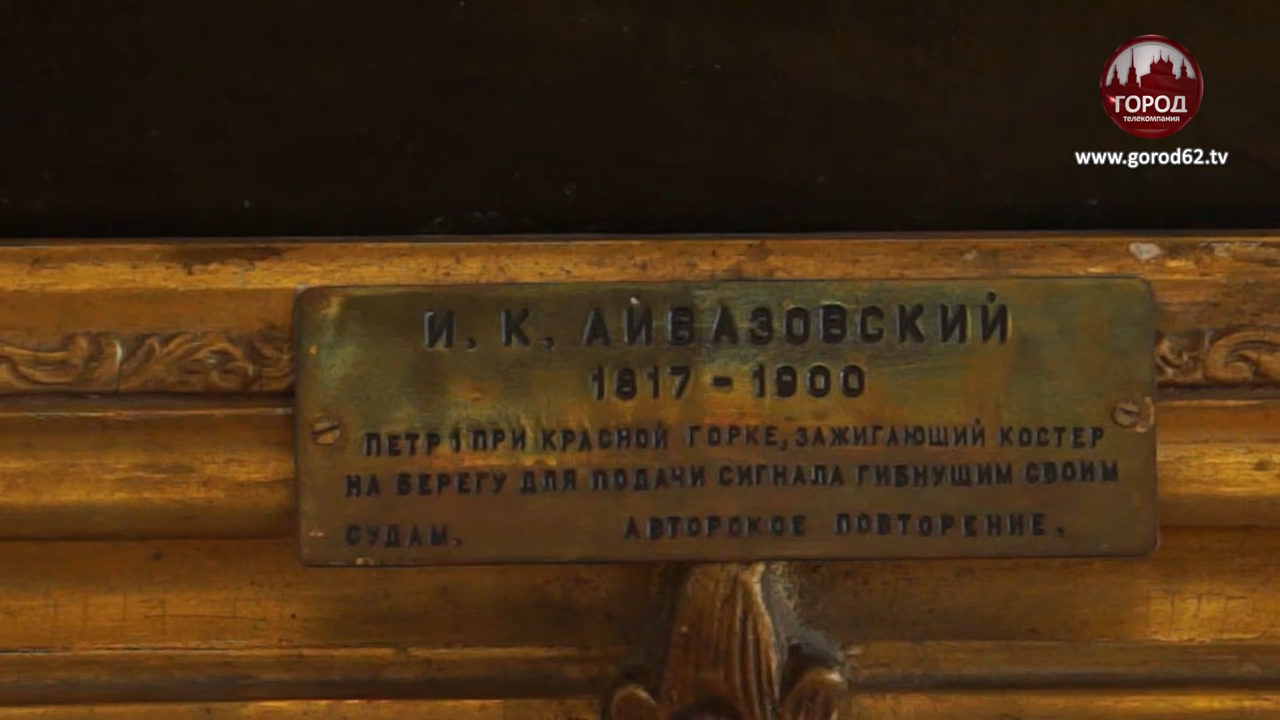 ГОРОД
телекомпания
www.gorod62.tv
И. К. АЙВАЗОВСКИЙ
1817 - 1900
ПЕТР 1 ПРИ КРАСНОЙ ГОРКЕ, ЗАЖИГАЮЩИЙ КОСТЕР
НА БЕРЕГУ ДЛЯ ПОДАЧИ СИГНАЛА ГИБНУЩИМ СВОИМ
СУДАМ. АВТОРСКОЕ ПОВТОРЕНИЕ.